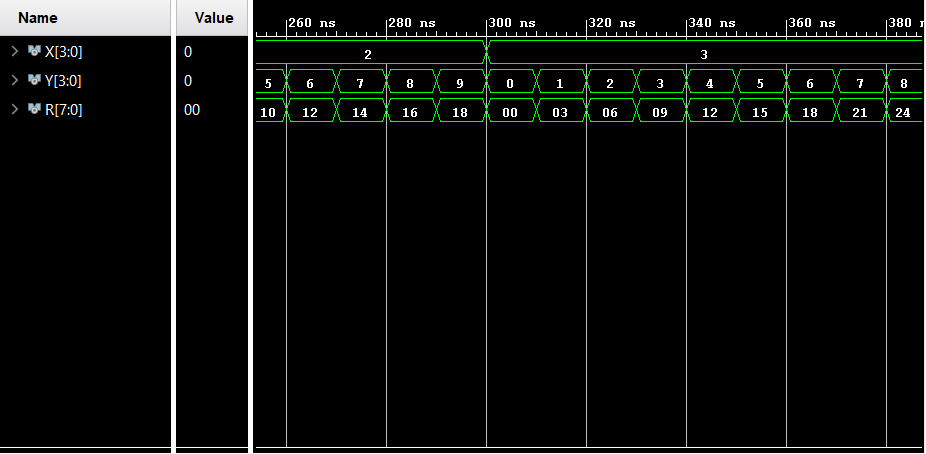 Name Value 260 ns 280 ns 300 ns 320 ns 340 ns 360 ns 380 n
X[3:0] 0 2 3
Y[3:0] 0 5 6 7 8 9 0 1 2 3 4 5 6 7 8
R[7:0] 00 10 12 14 16 18 00 03 06 09 12 15 18 21 24